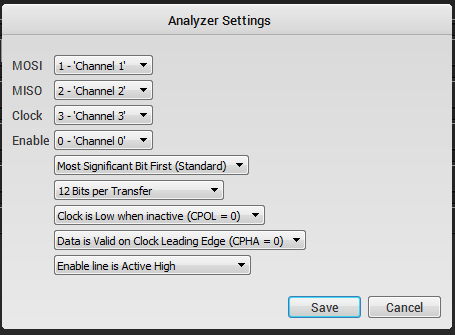 Analyzer Settings
MOSI 1 - 'Channel 1'
MISO 2 - 'Channel 2'
Clock 3 - 'Channel 3'
Enable 0 - 'Channel 0'
Most Significant Bit First (Standard)
12 Bits per Transfer
Clock is Low when inactive (CPOL = 0)
Data is Valid on Clock Leading Edge (CPHA = 0)
Enable line is Active High
Save Cancel